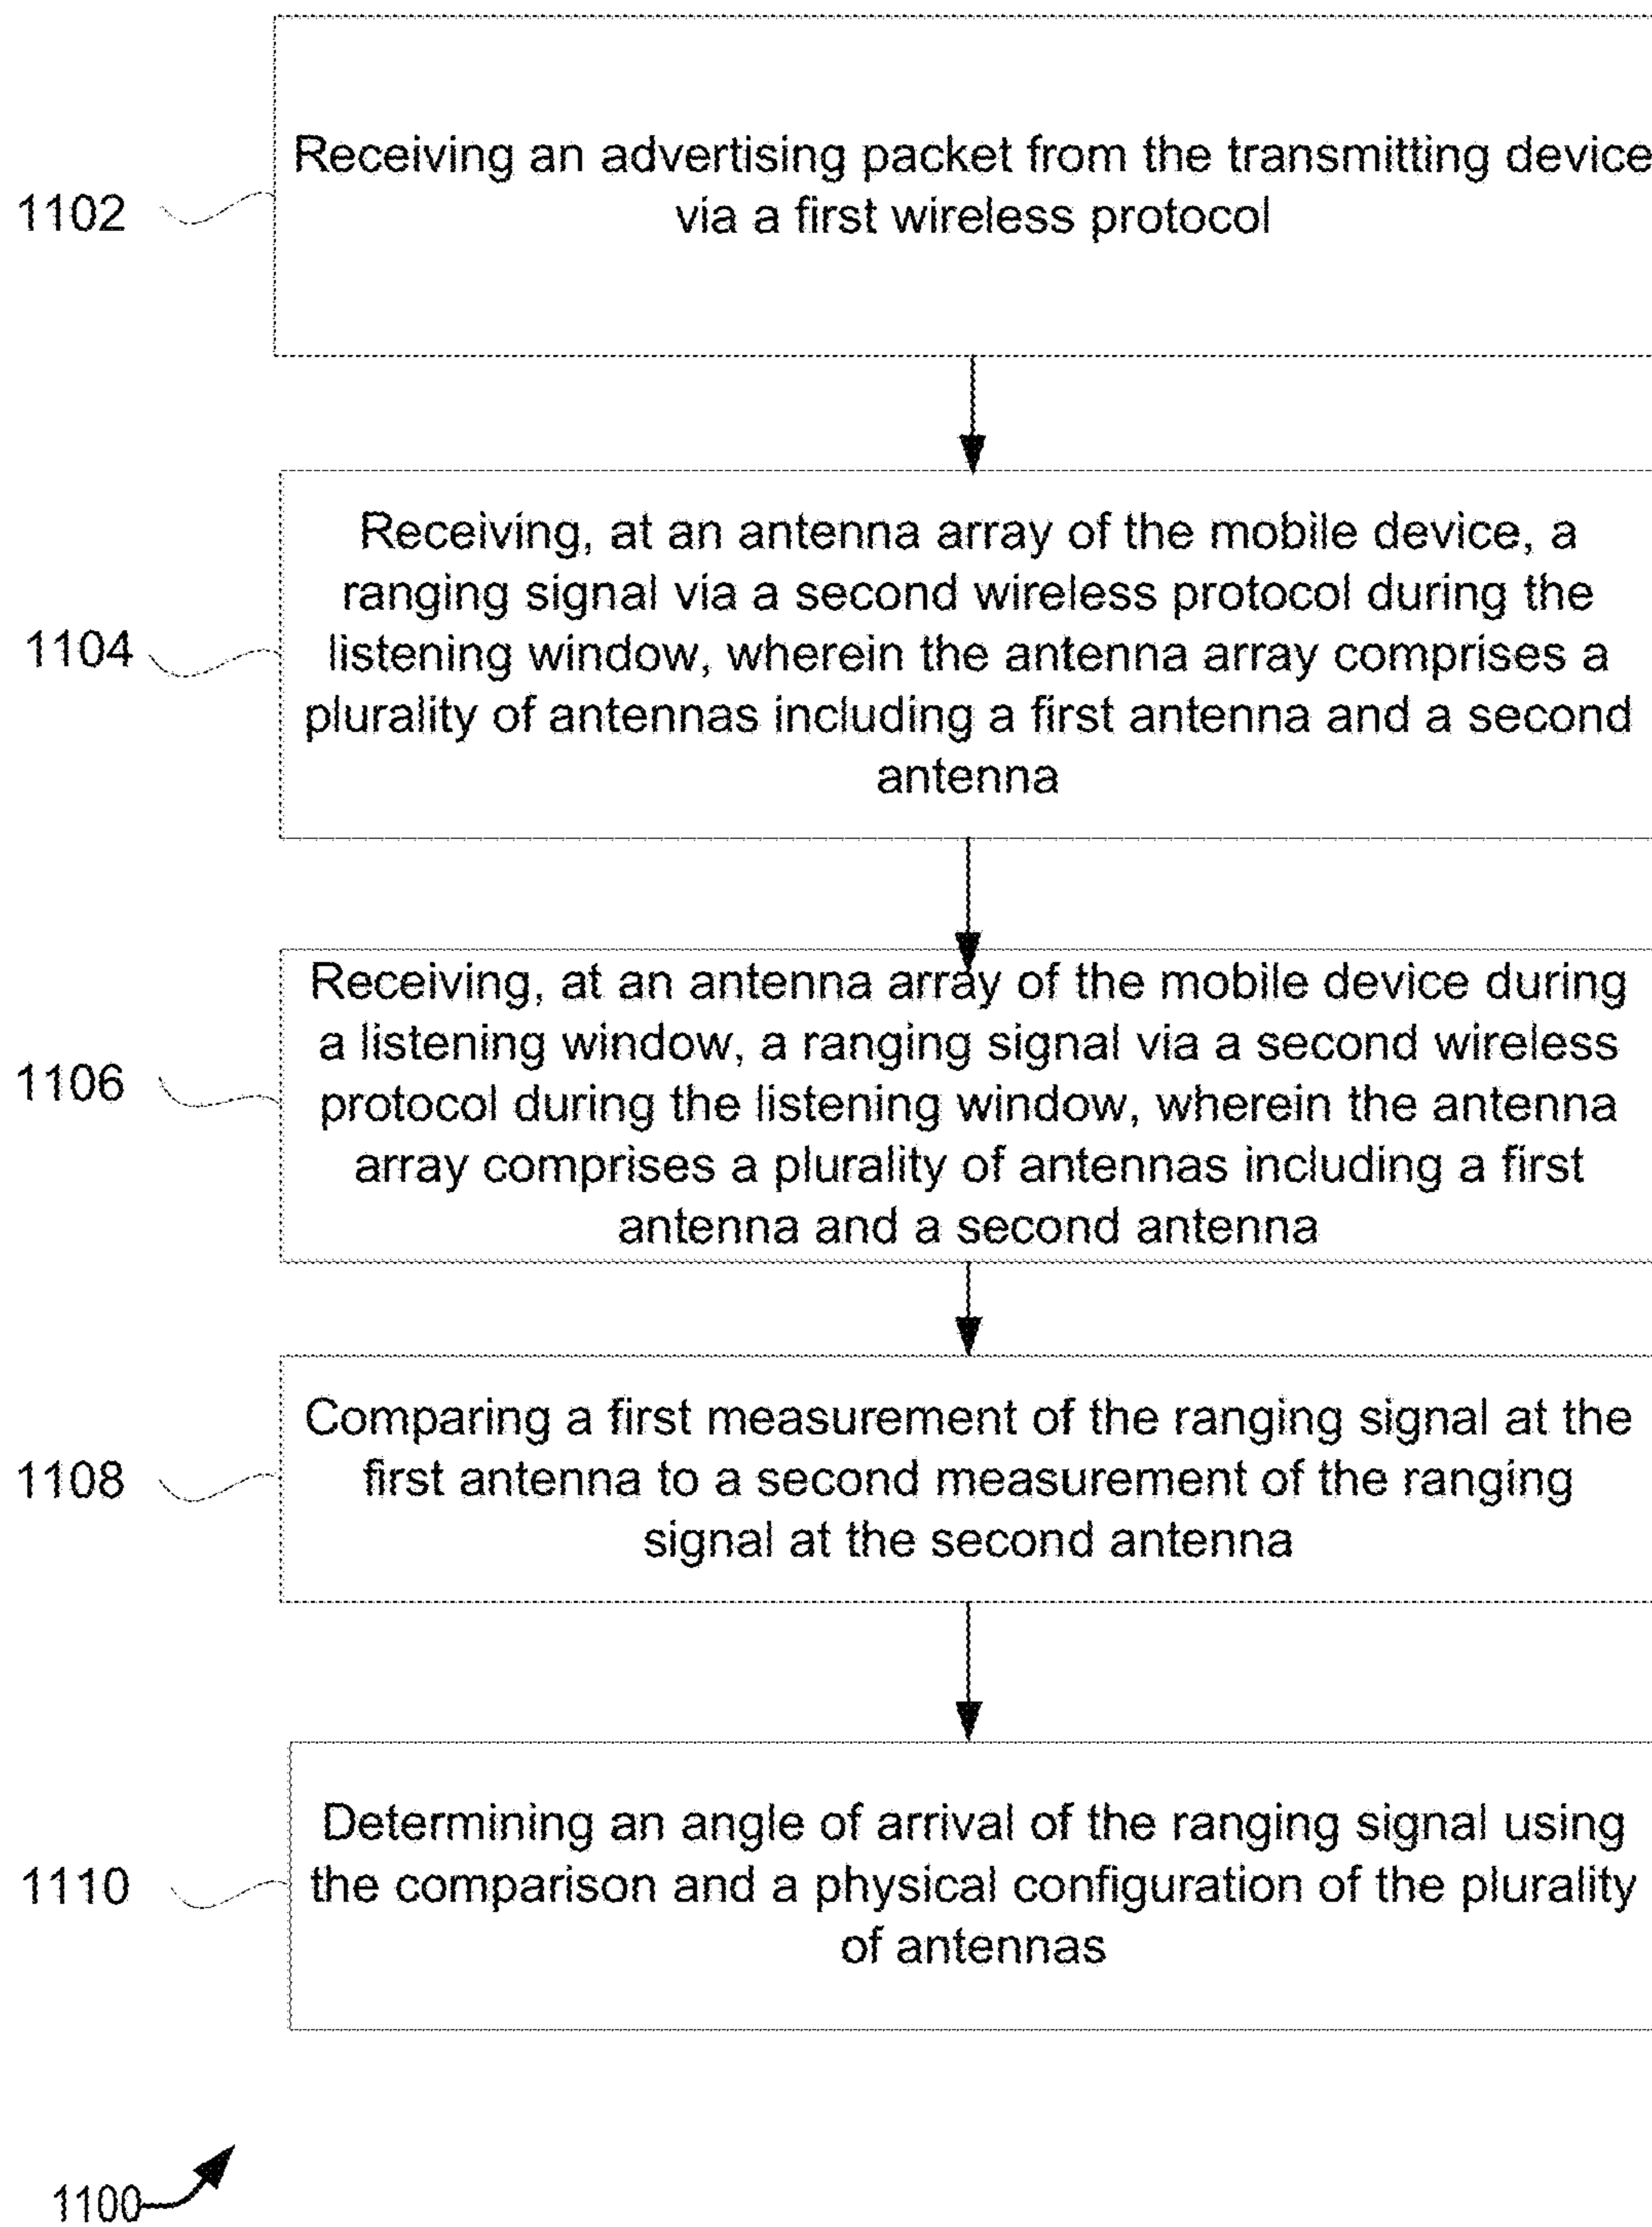 Receiving an advertising packet from the transmitting device
via a first wireless protocol
1102
Receiving, at an antenna array of the mobile device, a
ranging signal via a second wireless protocol during the
listening window, wherein the antenna array comprises a
plurality of antennas including a first antenna and a second
antenna
1104
Receiving, at an antenna array of the mobile device during
a listening window, a ranging signal via a second wireless
protocol during the listening window, wherein the antenna
array comprises a plurality of antennas including a first
antenna and a second antenna
1106
Comparing a first measurement of the ranging signal at the
first antenna to a second measurement of the ranging
signal at the second antenna
1108
Determining an angle of arrival of the ranging signal using
the comparison and a physical configuration of the plurality
of antennas
1110
1100